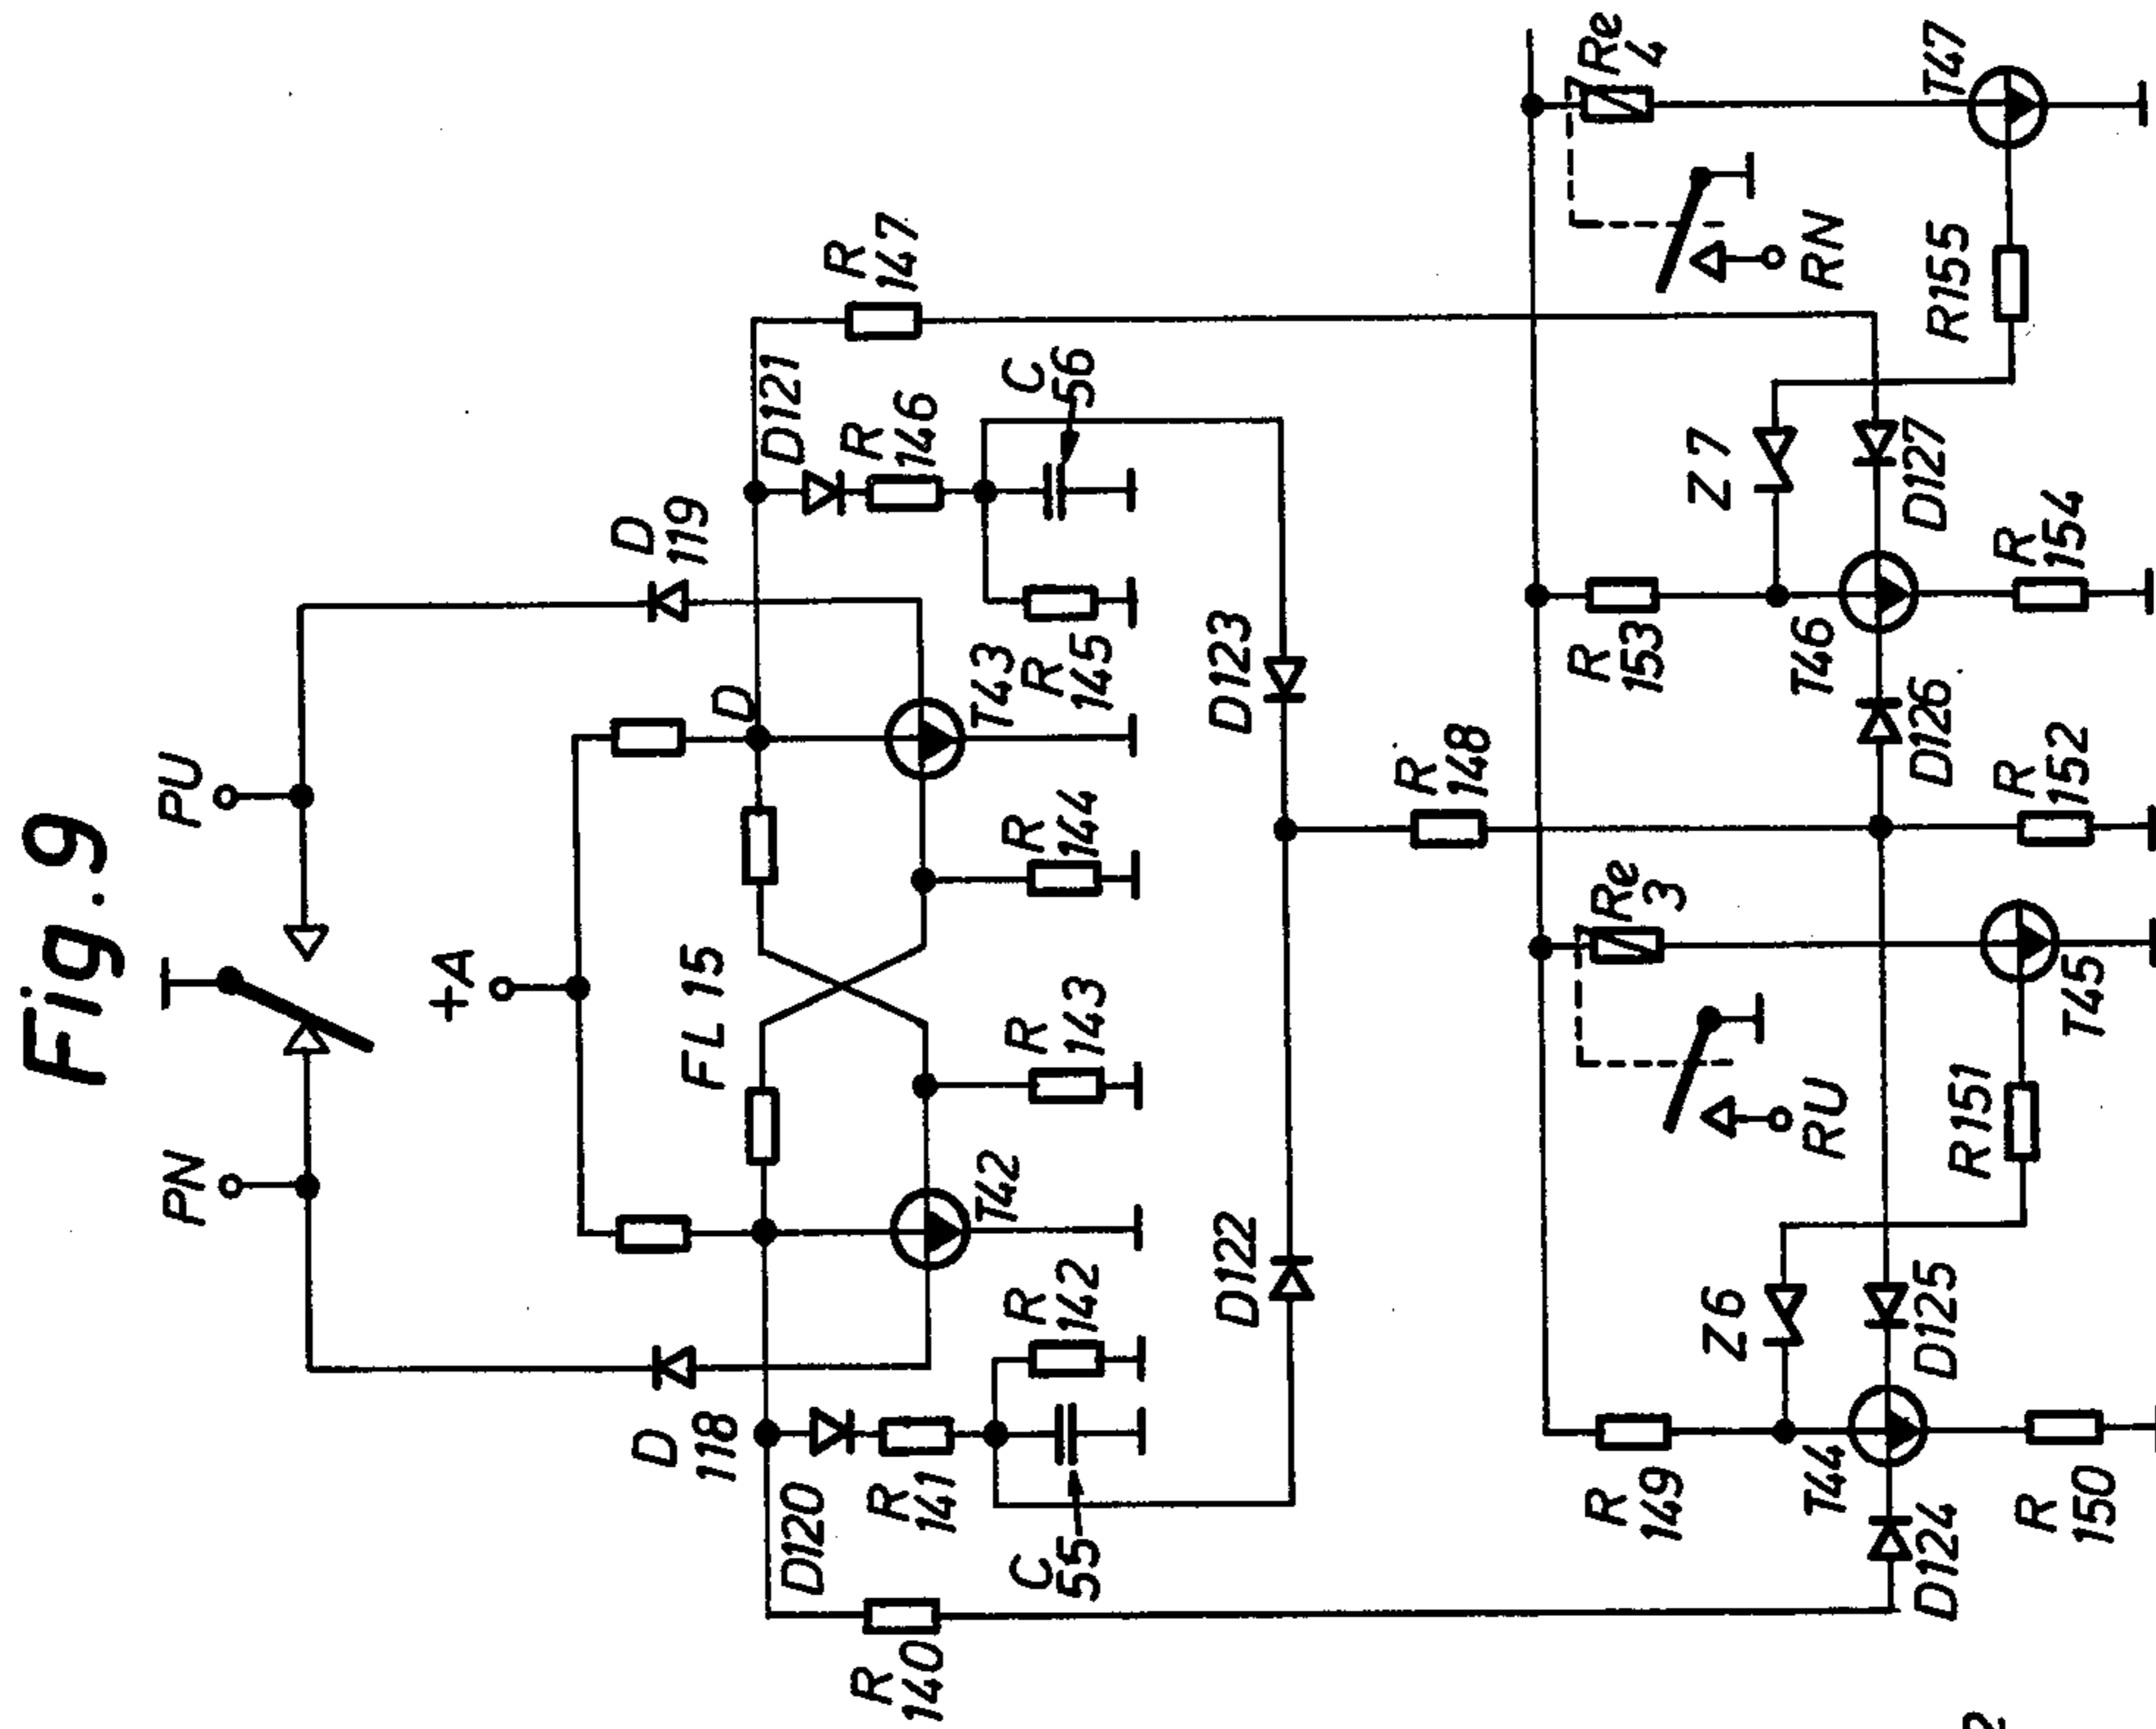 Fig.9
PN
PU
+A
FL 15
D
118
D
119
D
D120
D121
R
140
R
141
C
55
R
142
T42
R
143
R
144
T43
R
145
R
146
C
56
R
147
D122
D123
R
148
R
149
Z6
RU
Re
3
R
153
Z7
RN
Re
4
T44
D124
D125
R151
T45
D126
T46
D127
R155
T47
R
150
R
152
R
154